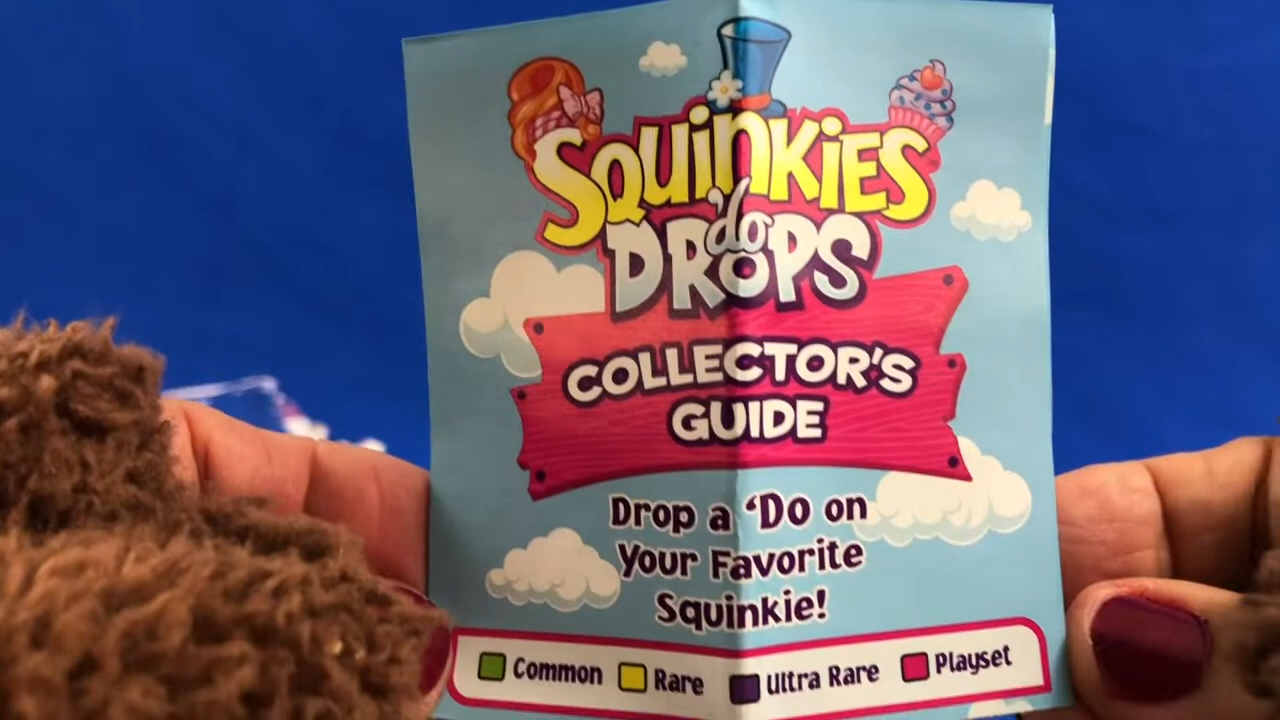 SQUINKIES
'do
DROPS
COLLECTOR'S
GUIDE
Drop a 'Do on
Your Favorite
Squinkie!
Common Rare Ultra Rare Playset